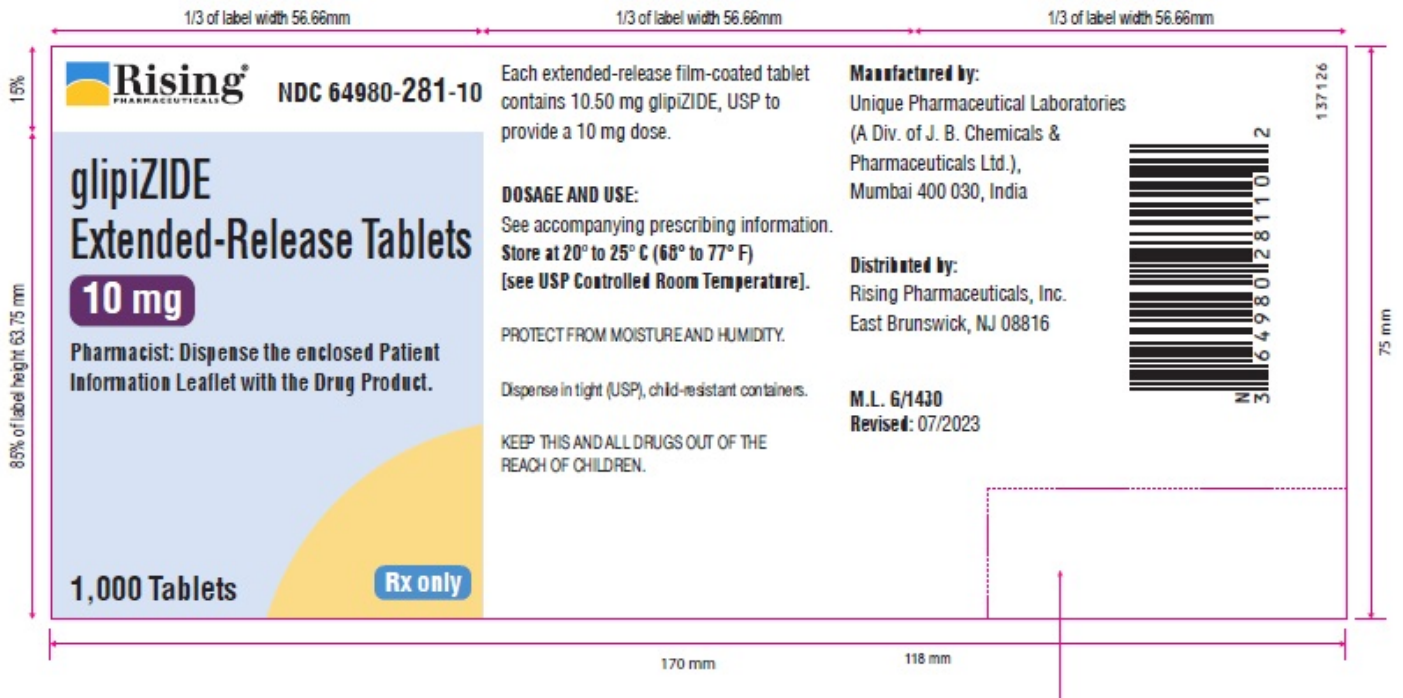 1/3 of label width 56.66mm
1/3 of label width 56.66mm
1/3 of label width 56.66mm
15%
85% of label height 63.75 mm
Rising®
PHARMACEUTICALS
NDC 64980-281-10
glipiZIDE
Extended-Release Tablets
10 mg
Pharmacist: Dispense the enclosed Patient
Information Leaflet with the Drug Product.
1,000 Tablets
Rx only
Each extended-release film-coated tablet
contains 10.50 mg glipiZIDE, USP to
provide a 10 mg dose.
DOSAGE AND USE:
See accompanying prescribing information.
Store at 20° to 25° C (68° to 77° F)
[see USP Controlled Room Temperature].
PROTECT FROM MOISTURE AND HUMIDITY.
Dispense in tight (USP), child-resistant containers.
KEEP THIS AND ALL DRUGS OUT OF THE
REACH OF CHILDREN.
Manufactured by:
Unique Pharmaceutical Laboratories
(A Div. of J. B. Chemicals &
Pharmaceuticals Ltd.),
Mumbai 400 030, India
Distributed by:
Rising Pharmaceuticals, Inc.
East Brunswick, NJ 08816
M.L. G/1430
Revised: 07/2023
137126
N
3 64980 28110 2
75 mm
170 mm
118 mm